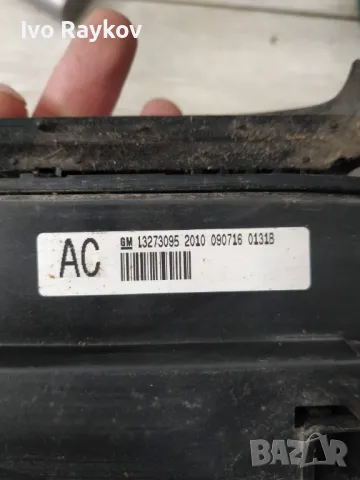 Ivo Raykov
AC
GM 13273095 2010 090716 0131B
BAZAR